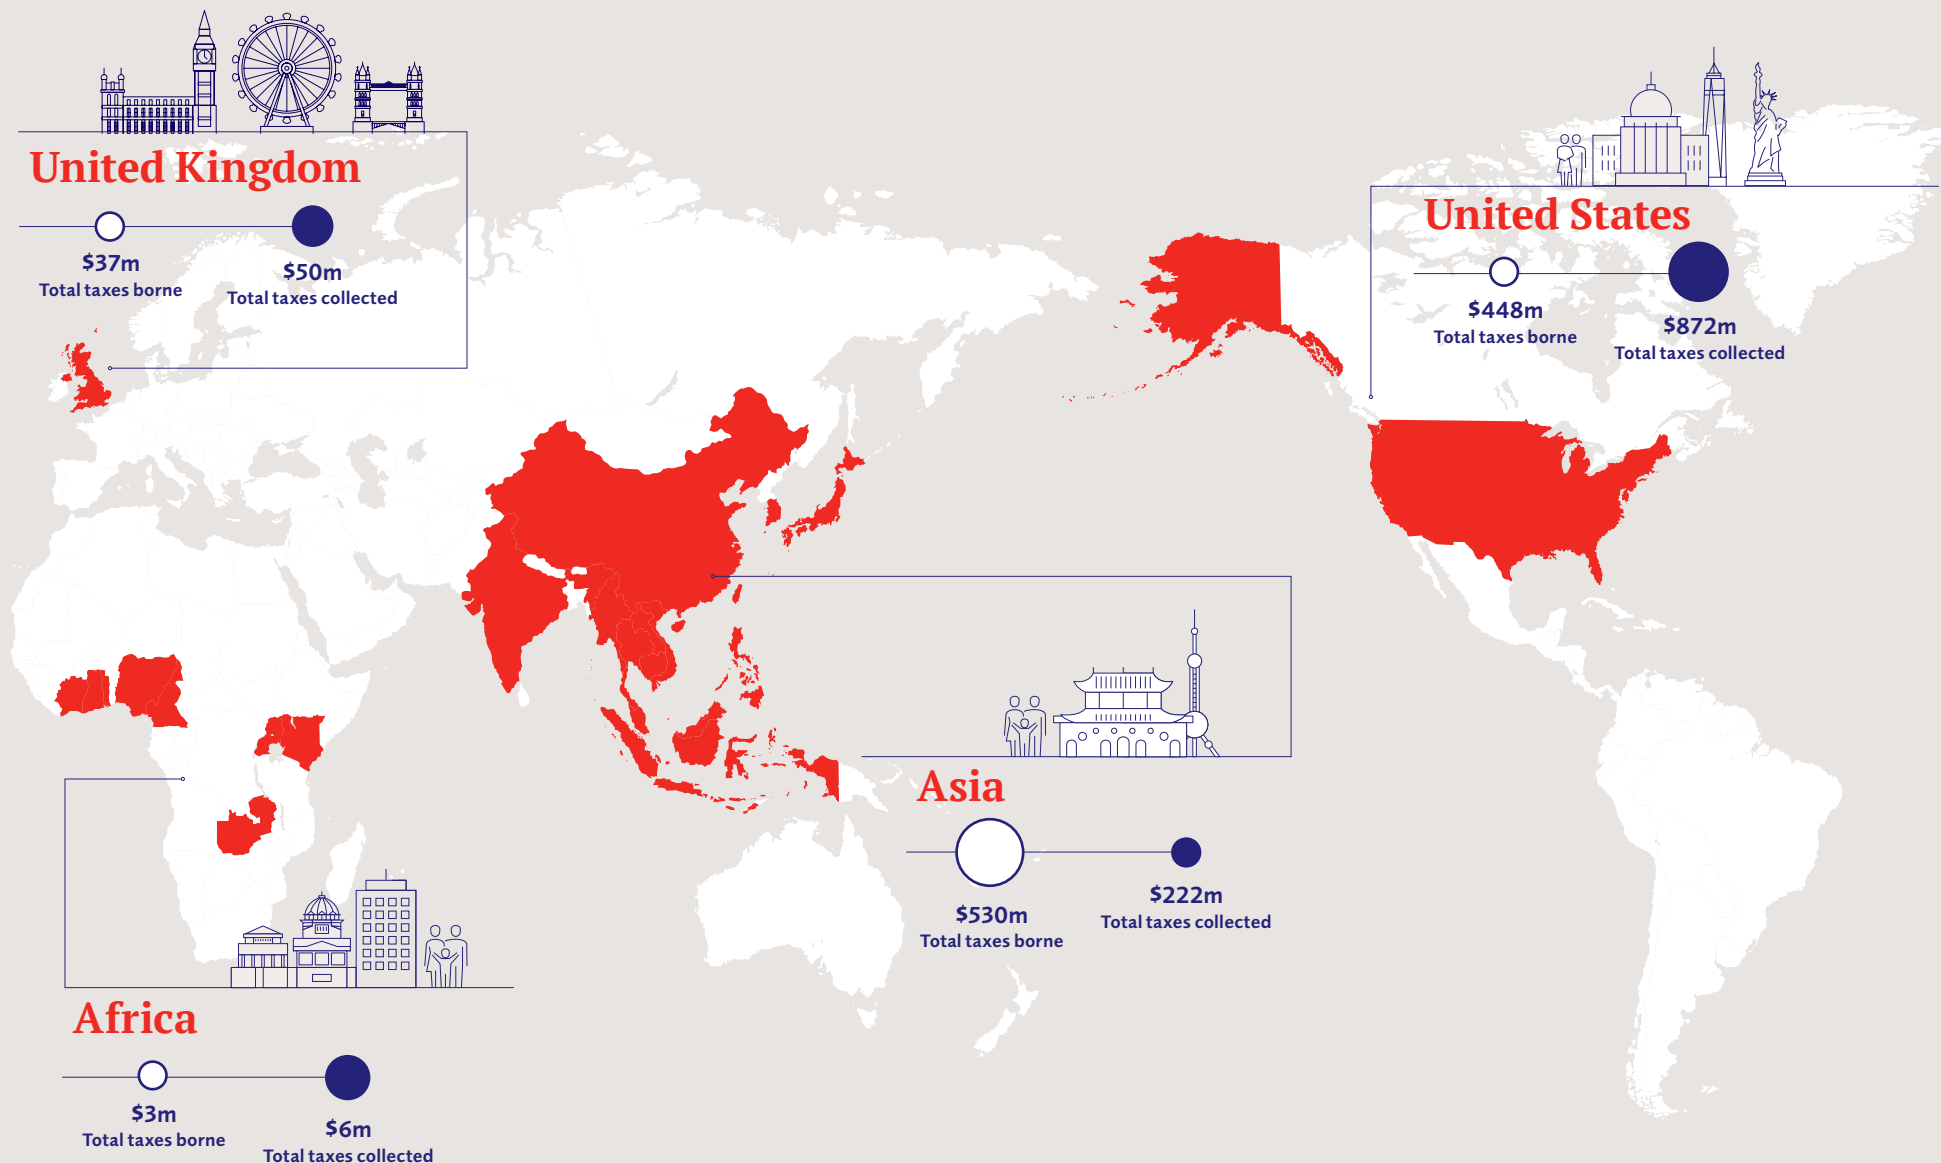 United Kingdom
$37m
Total taxes borne
$50m
Total taxes collected
United States
$448m
Total taxes borne
$872m
Total taxes collected
Asia
$530m
Total taxes borne
$222m
Total taxes collected
Africa
$3m
Total taxes borne
$6m
Total taxes collected